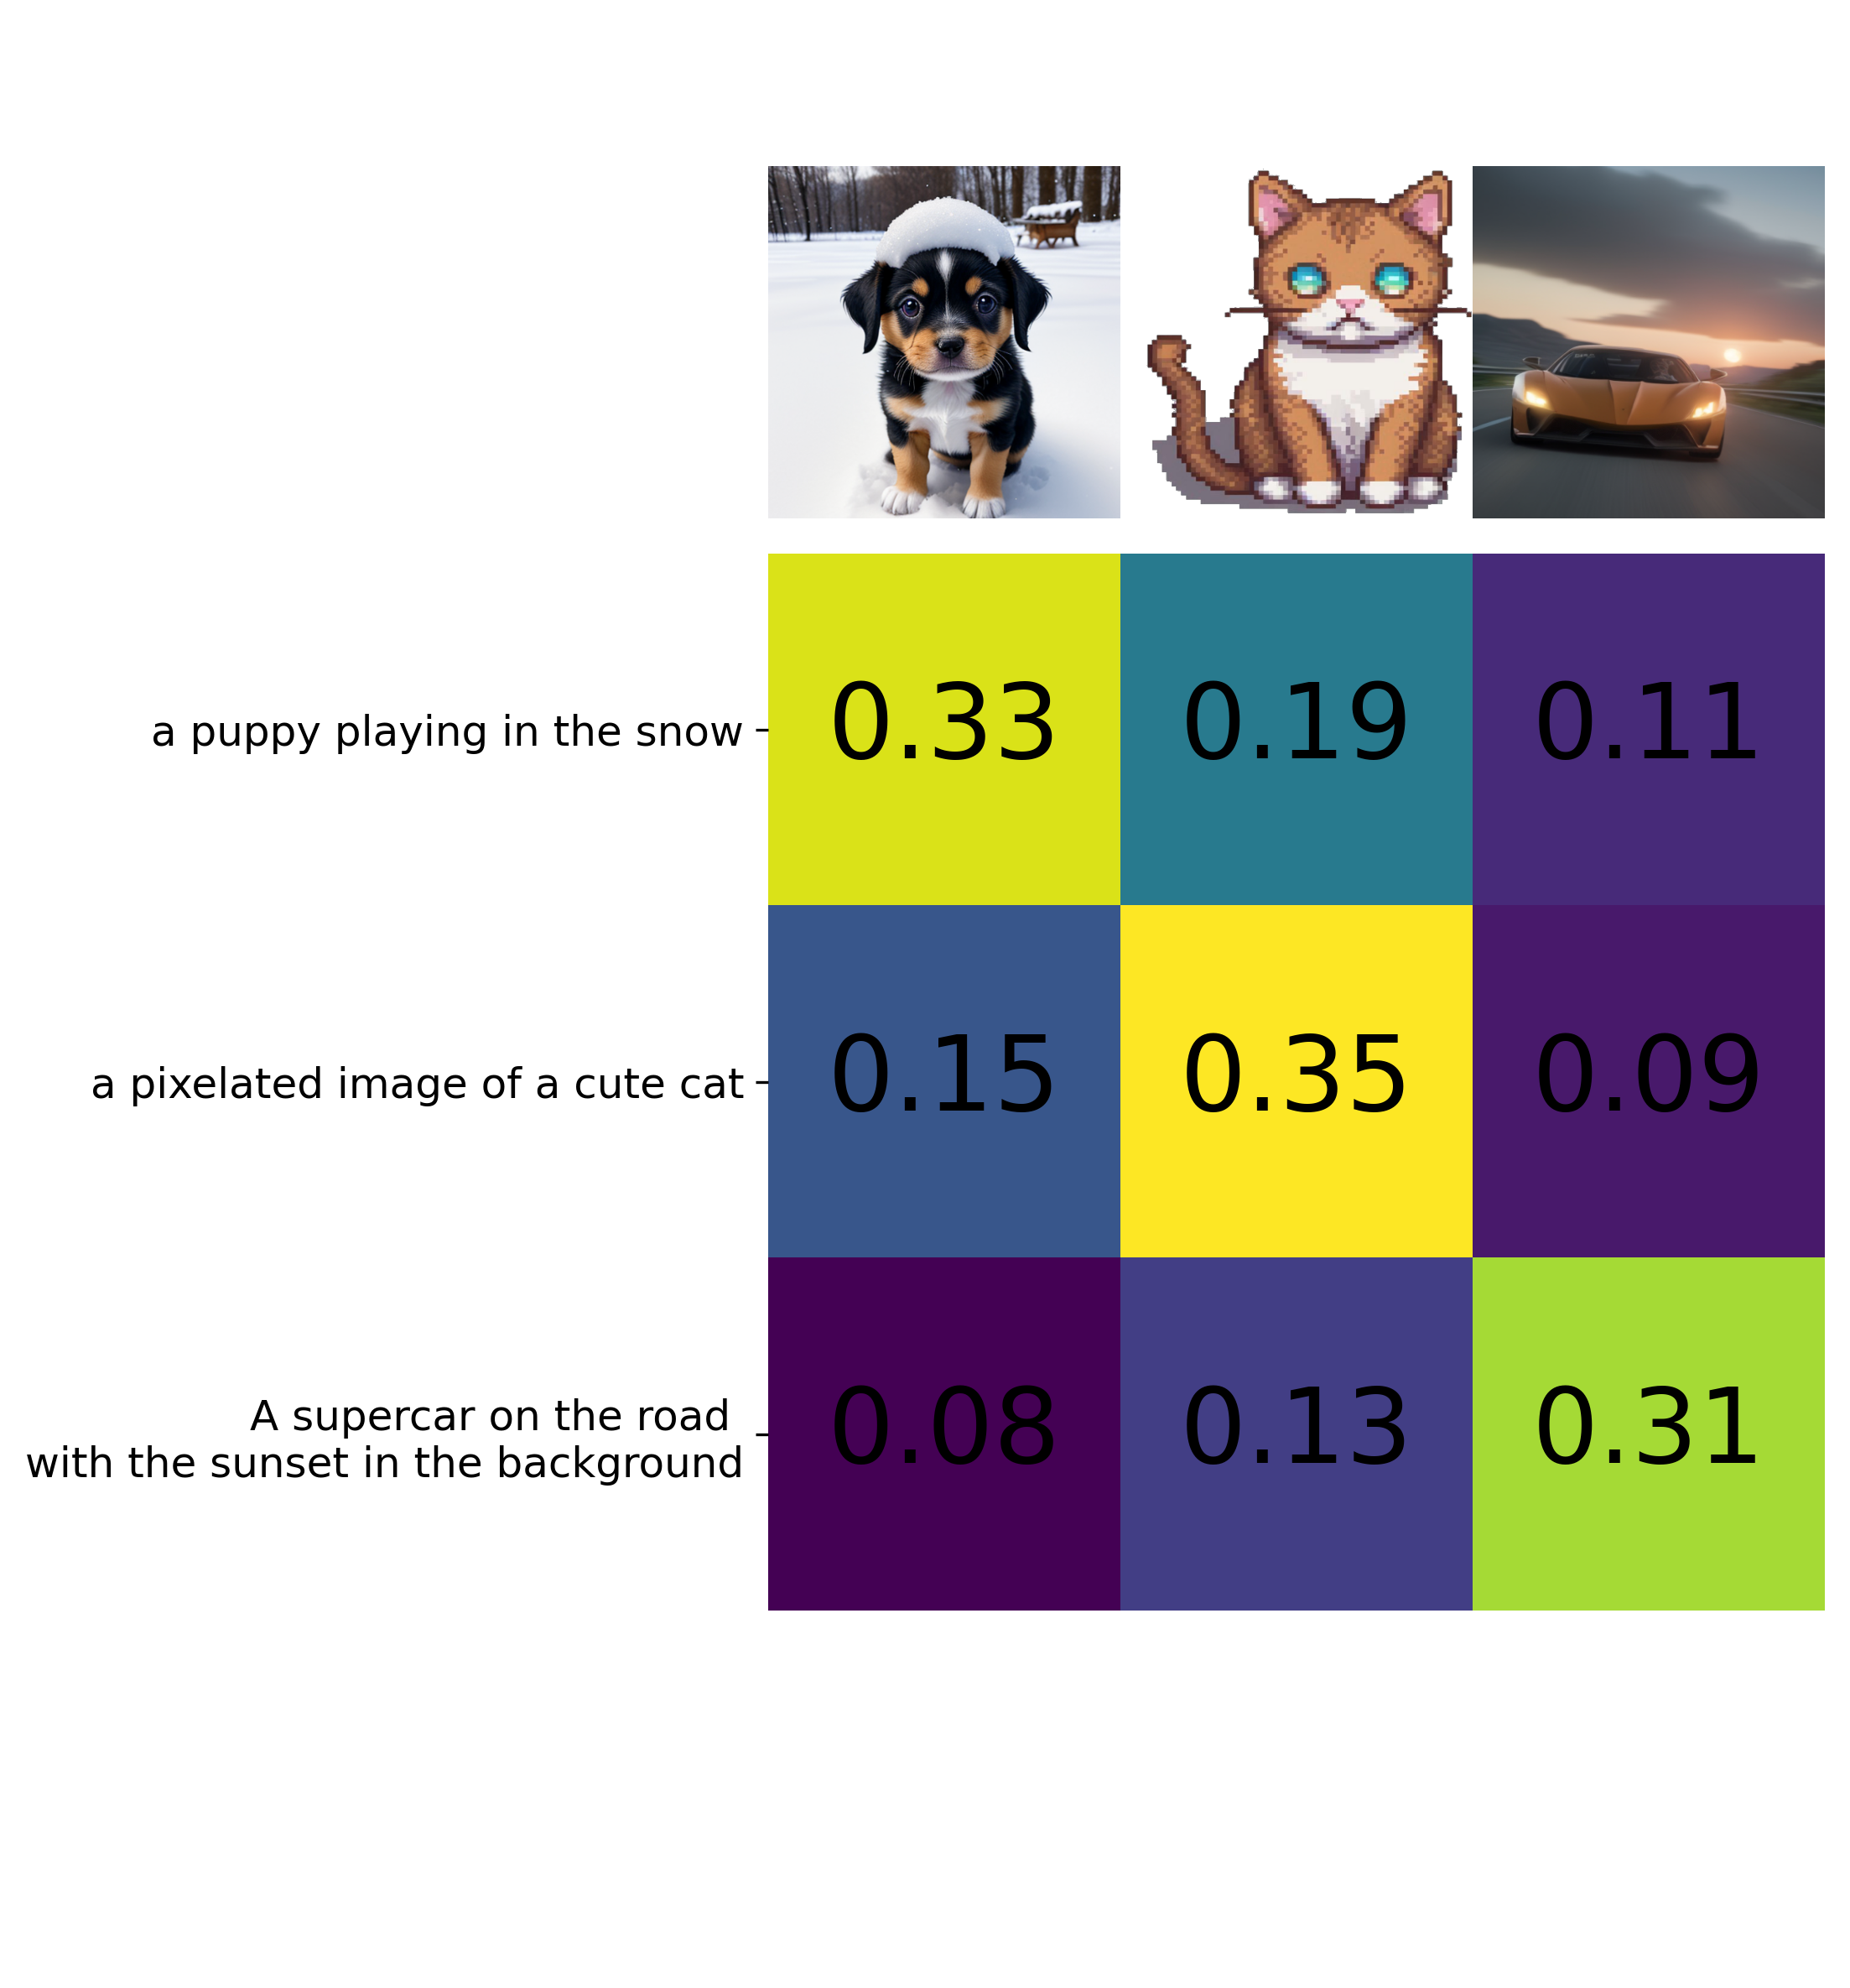 a puppy playing in the snow
0.33 0.19 0.11
a pixelated image of a cute cat
0.15 0.35 0.09
A supercar on the road
with the sunset in the background
0.08 0.13 0.31